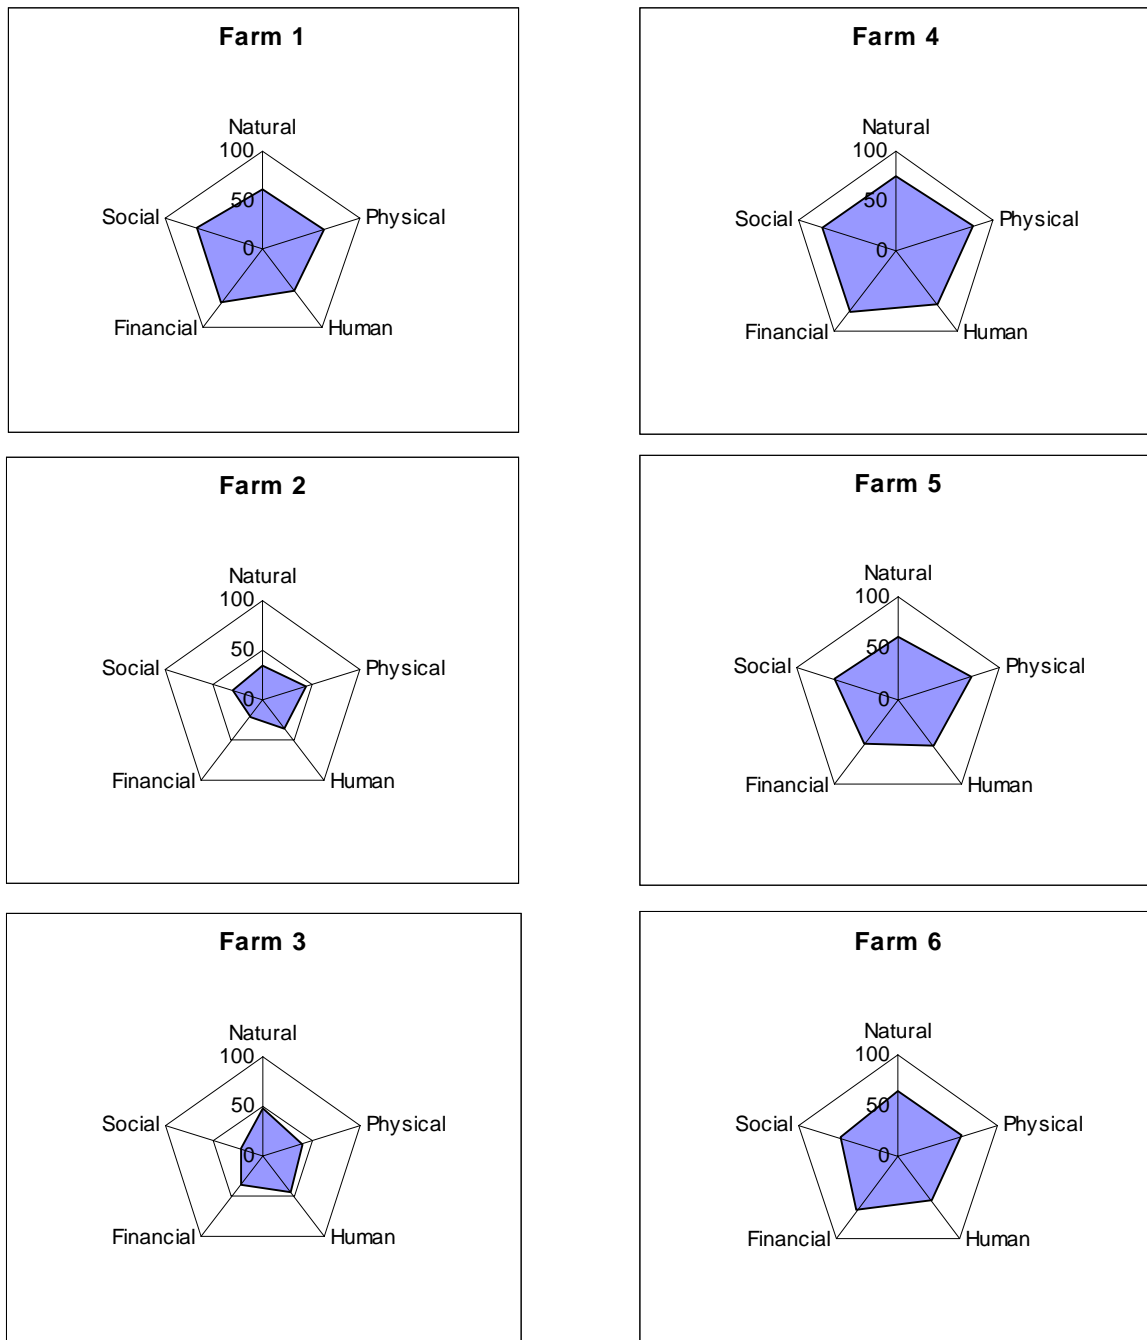 Farm 1
Natural
100
50
0
Social
Physical
Financial
Human
Farm 4
Natural
100
50
0
Social
Physical
Financial
Human
Farm 2
Natural
100
50
0
Social
Physical
Financial
Human
Farm 5
Natural
100
50
0
Social
Physical
Financial
Human
Farm 3
Natural
100
50
0
Social
Physical
Financial
Human
Farm 6
Natural
100
50
0
Social
Physical
Financial
Human